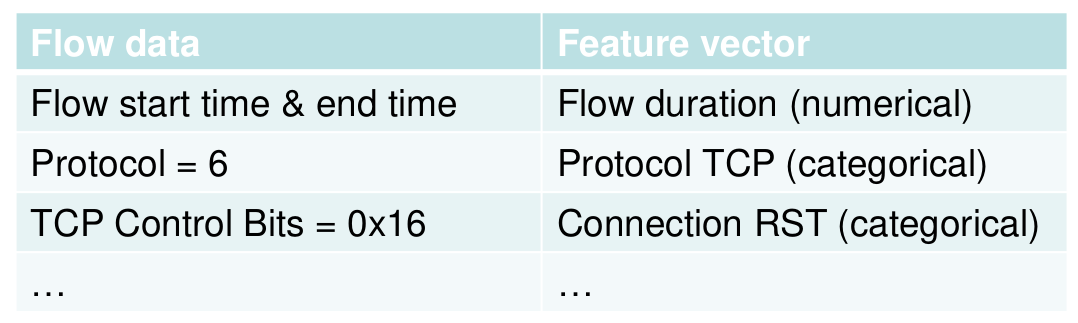 Flow data
Feature vector
Flow start time & end time
Flow duration (numerical)
Protocol = 6
Protocol TCP (categorical)
TCP Control Bits = 0x16
Connection RST (categorical)
…
…